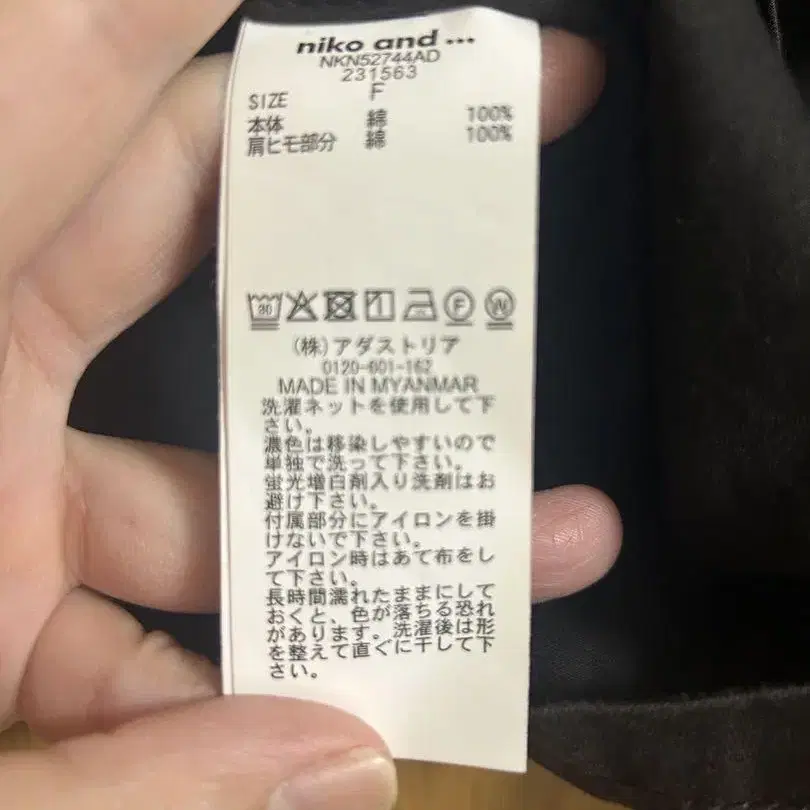 niko and ...
NKN52744AD
231563
SIZE F
本体 綿 100%
肩ヒモ部分 綿 100%
30 F W
(株)アダストリア
0120-601-162
MADE IN MYANMAR
洗濯ネットを使用して下
さい。
濃色は移染しやすいので
単独で洗って下さい。
蛍光増白剤入り洗剤はお
避け下さい。
付属部分にアイロンを掛
けないで下さい。
アイロン時はあて布をし
て下さい。
長時間濡れたままにして
おくと、色が落ちる恐れ
があります。洗濯後は形
を整えて直ぐに干して下
さい。